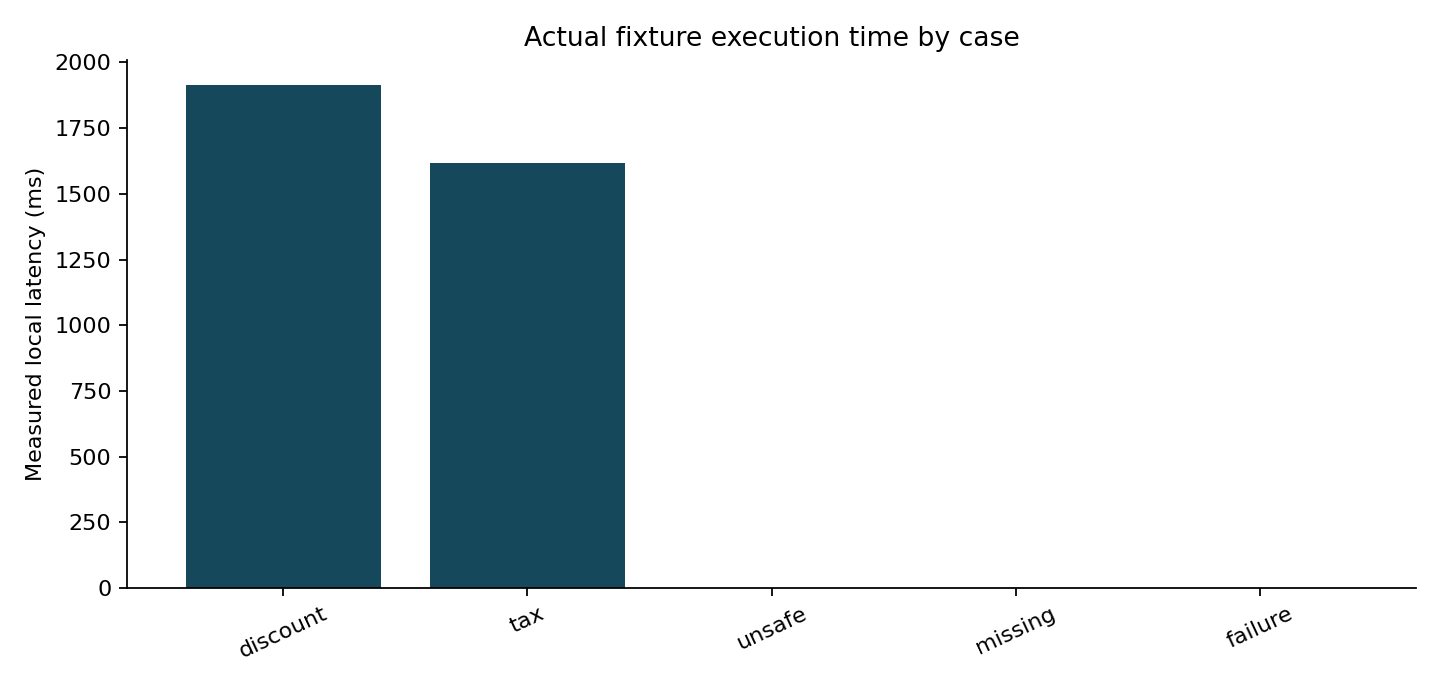 Actual fixture execution time by case
Measured local latency (ms)
2000
1750
1500
1250
1000
750
500
250
0
discount
tax
unsafe
missing
failure